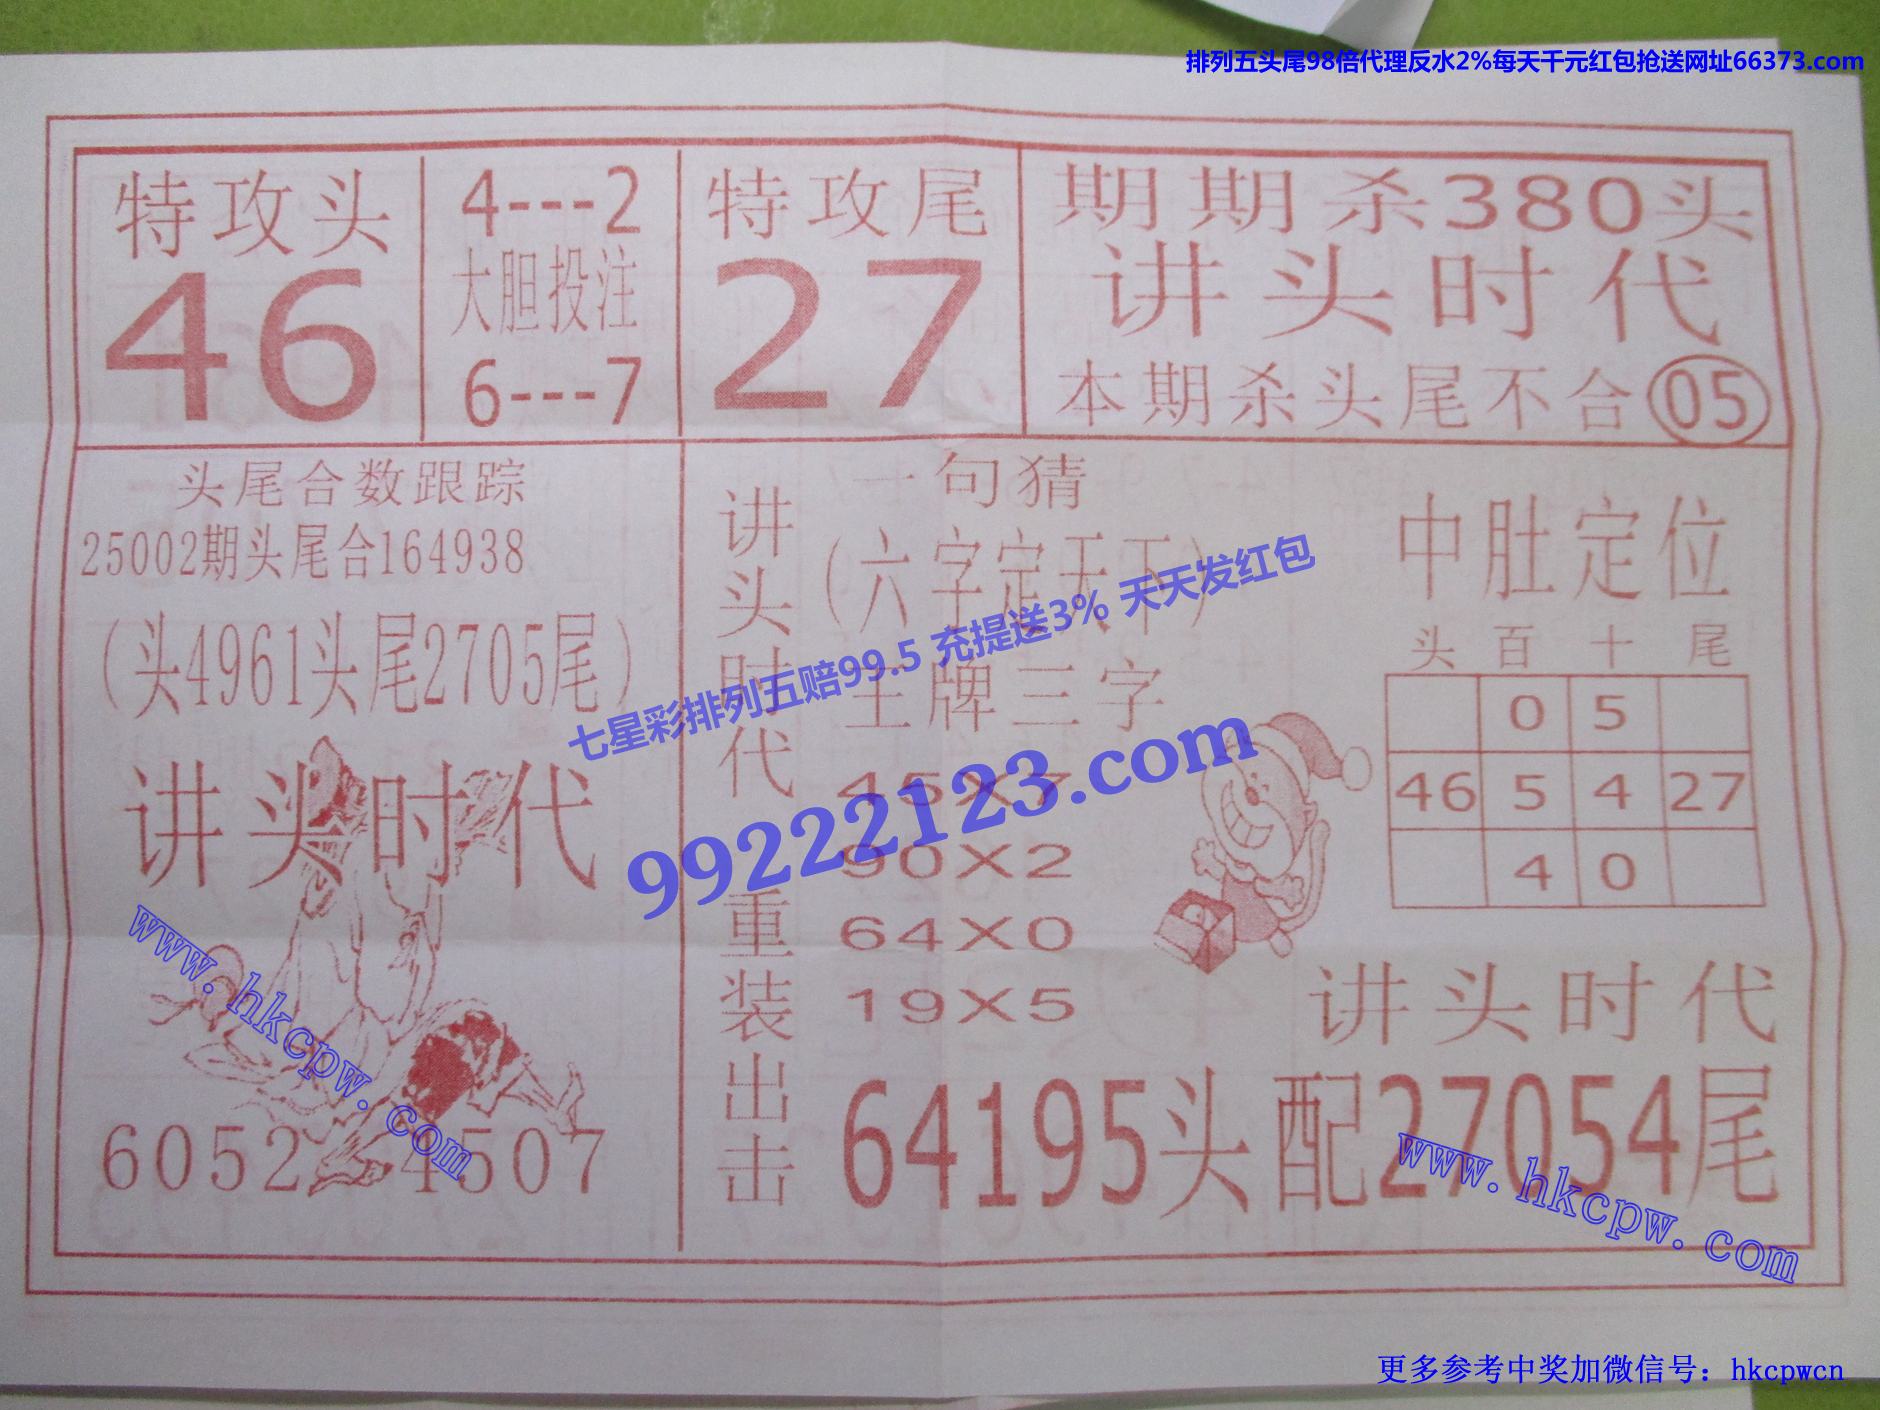 排列五头尾98倍代理反水2%每天千元红包抢送网址66373.com
特攻头
46
4---2
大胆投注
6---7
特攻尾
27
期期杀380头
讲头时代
本期杀头尾不合05
头尾合数跟踪
25002期头尾合164938
(头4961头尾2705尾)
讲头时代
6052 4507
讲头时代重装出击
一句猜
(六字定天下)
王牌三字
45X7
90X2
64X0
19X5
中肚定位
头 百 十 尾
0 5
46 5 4 27
4 0
讲头时代
64195头配27054尾
七星彩排列五赔99.5 充提送3% 天天发红包
99222123.com
www.hkcpw.com
www.hkcpw.com
更多参考中奖加微信号：hkcpwcn